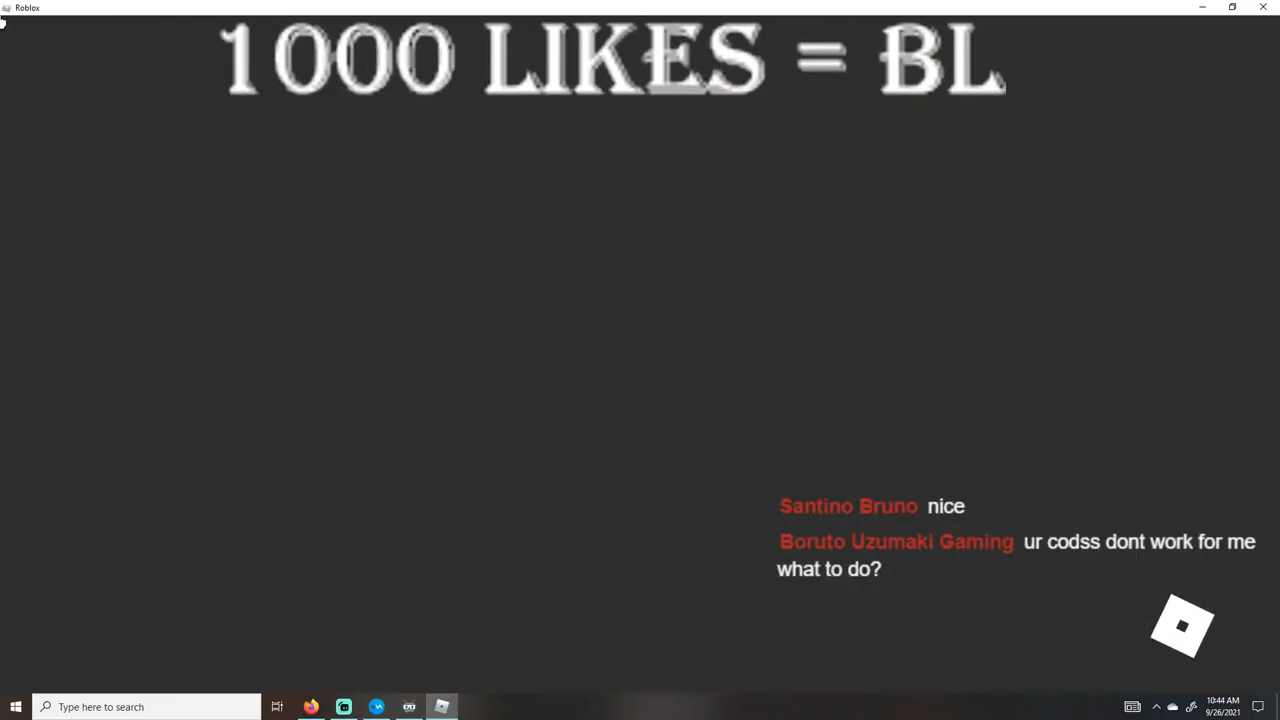 Roblox
1000 LIKES = BL
Santino Bruno nice
Boruto Uzumaki Gaming ur codss dont work for me
what to do?
Type here to search
10:44 AM
9/26/2021